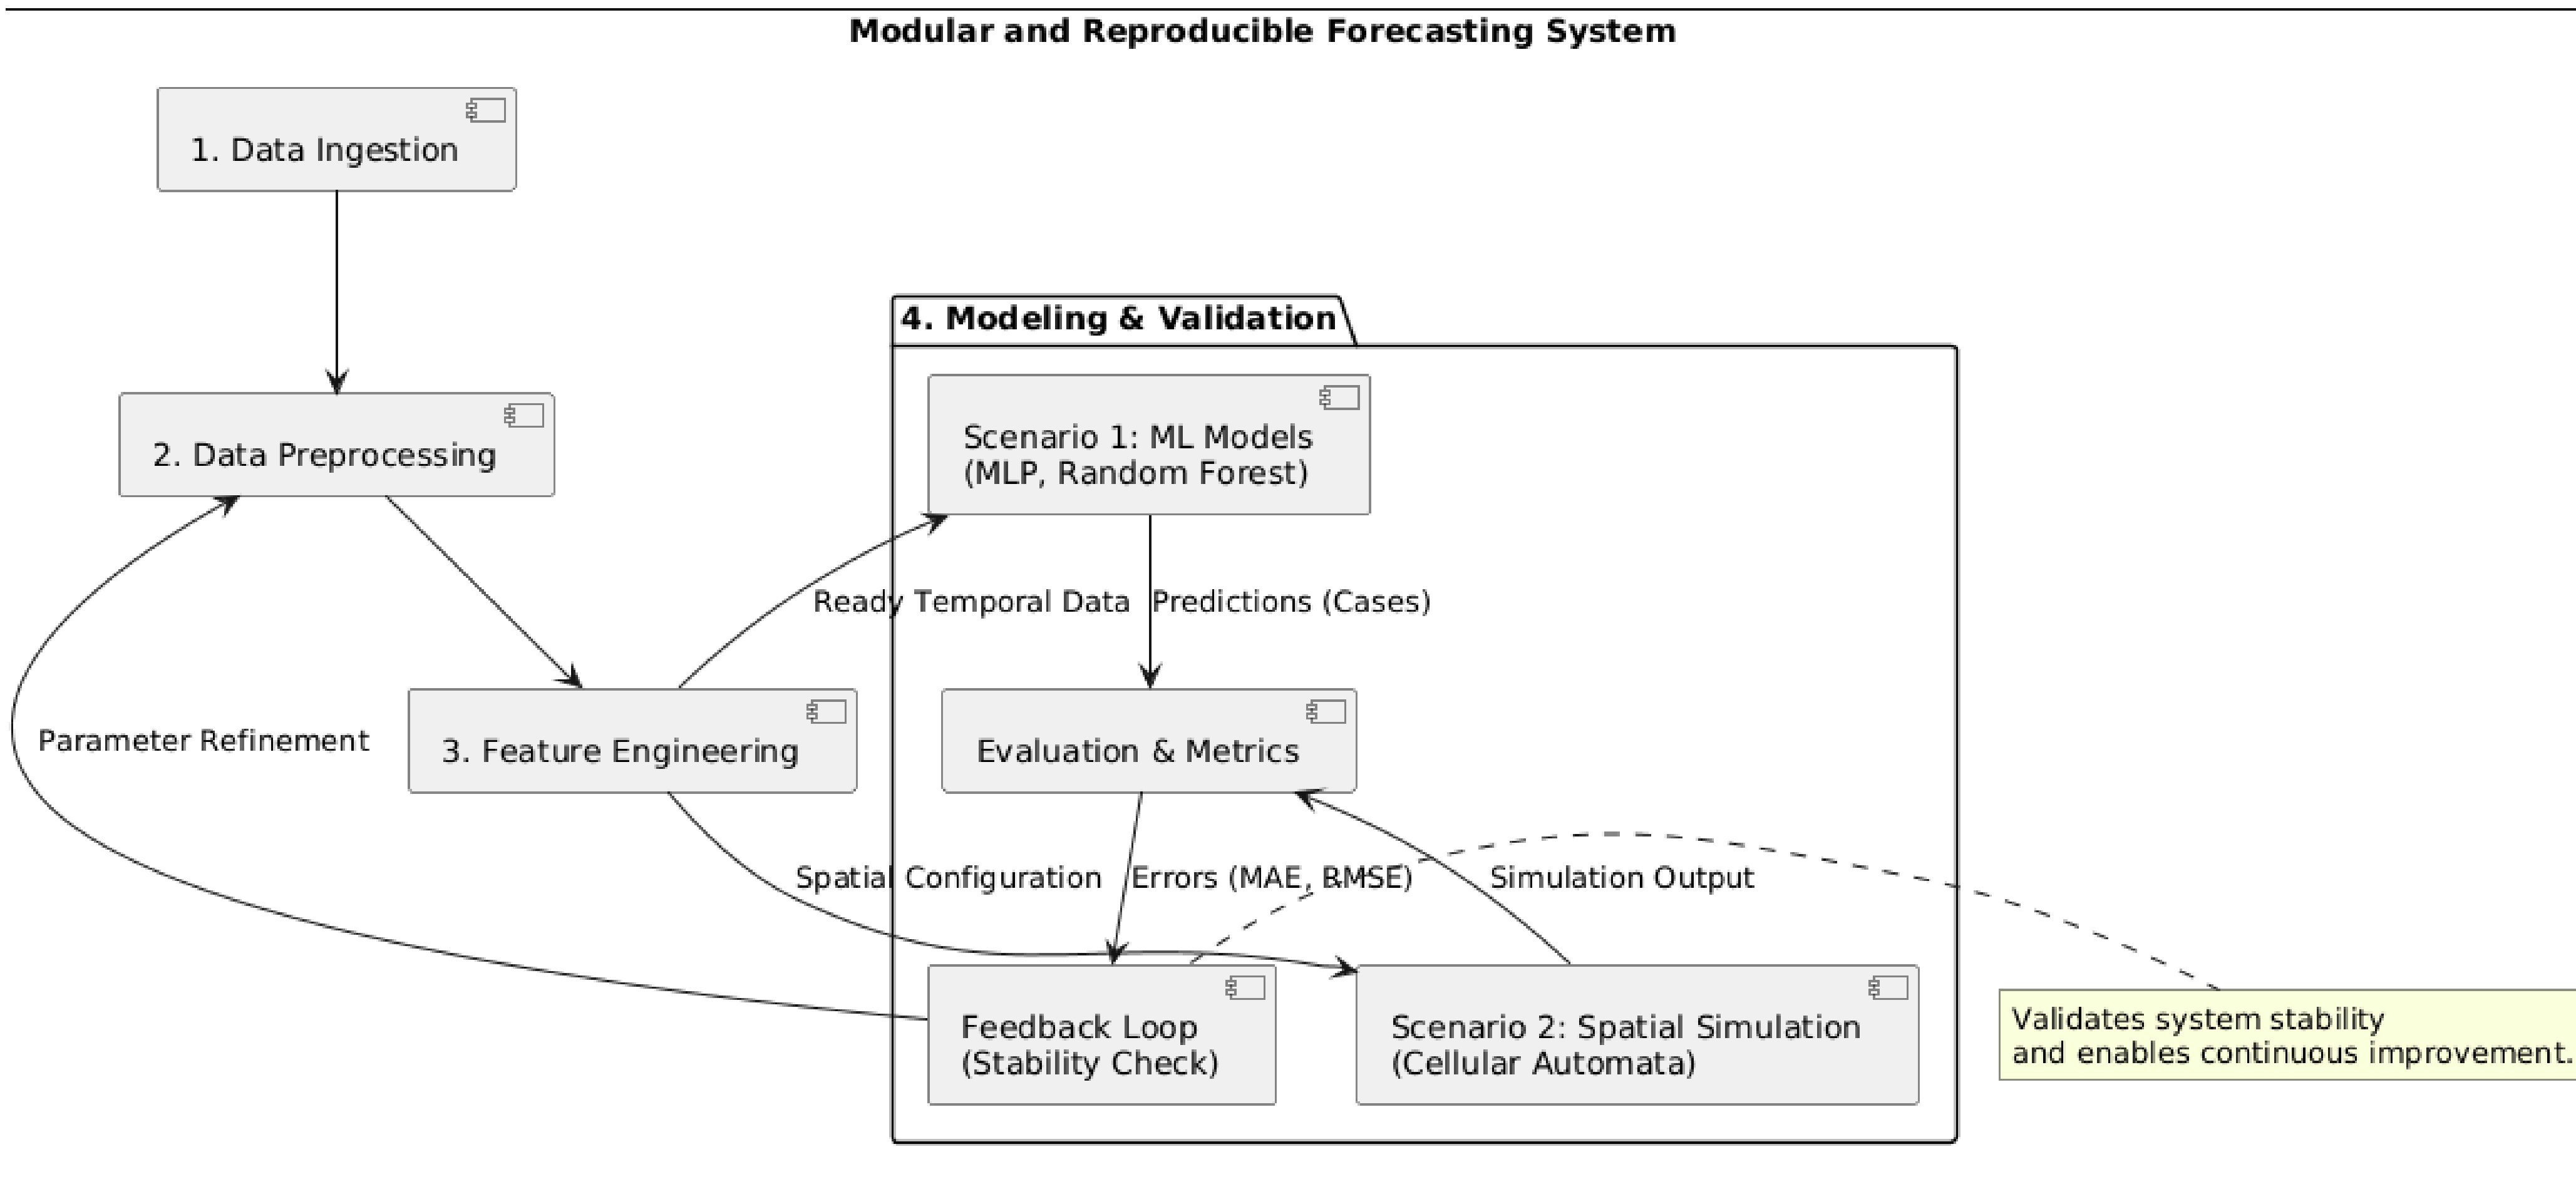 Modular and Reproducible Forecasting System
1. Data Ingestion
4. Modeling & Validation
2. Data Preprocessing
Scenario 1: ML Models
(MLP, Random Forest)
Ready Temporal Data
Predictions (Cases)
Parameter Refinement
3. Feature Engineering
Evaluation & Metrics
Spatial Configuration
Errors (MAE, RMSE)
Simulation Output
Feedback Loop
(Stability Check)
Scenario 2: Spatial Simulation
(Cellular Automata)
Validates system stability
and enables continuous improvement.